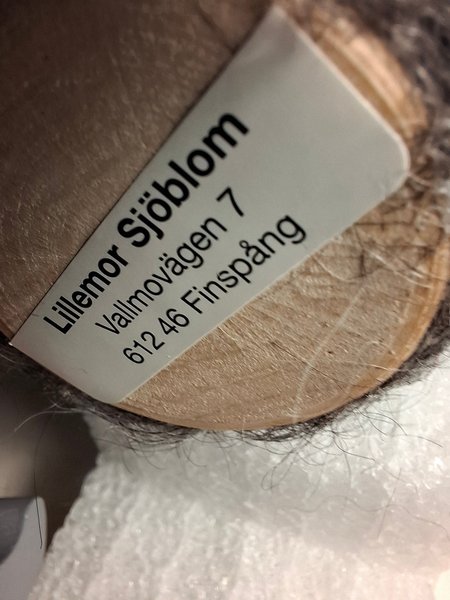 Lillemor Sjöblom
Vallmovägen 7
612 46 Finspång